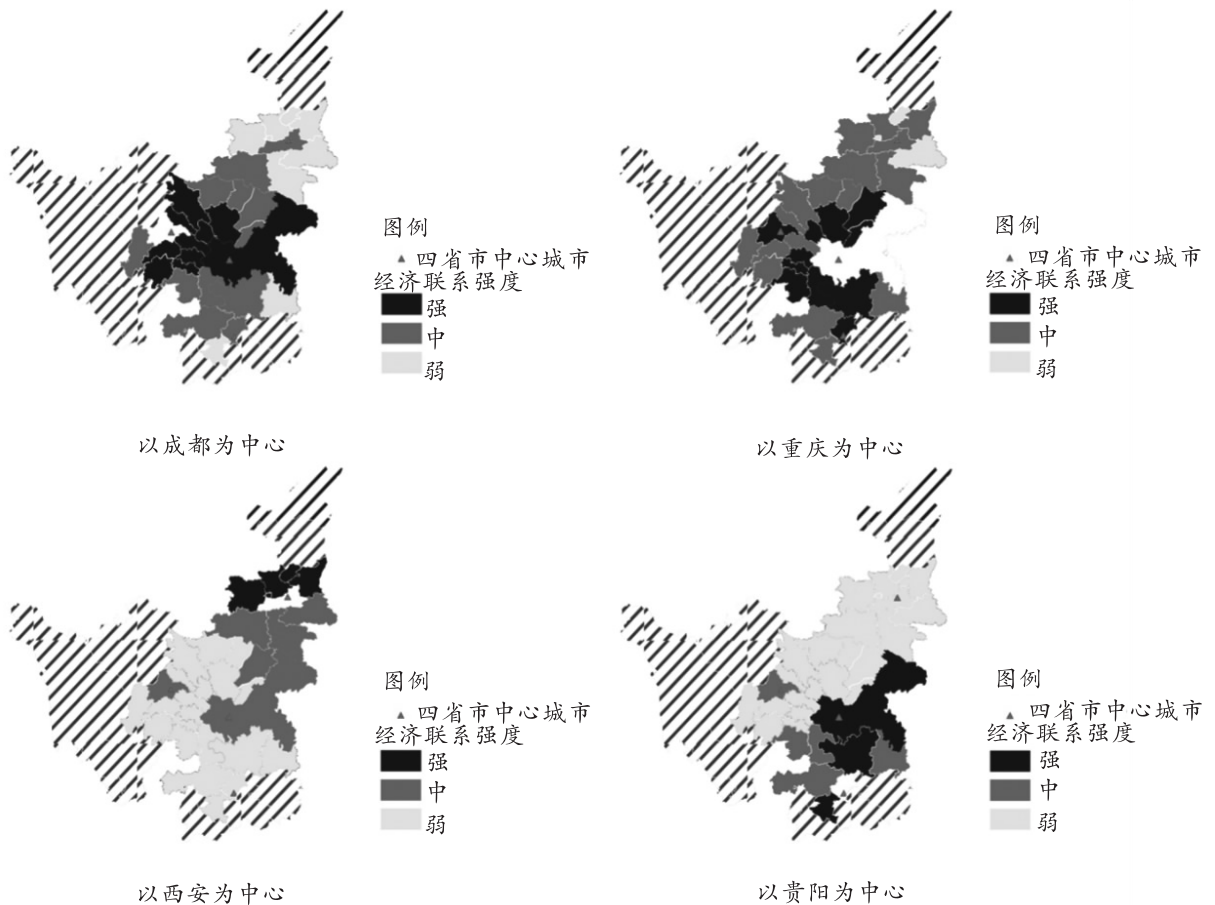 图例
四省市中心城市
经济联系强度
强
中
弱
以成都为中心
图例
四省市中心城市
经济联系强度
强
中
弱
以重庆为中心
图例
四省市中心城市
经济联系强度
强
中
弱
以西安为中心
图例
四省市中心城市
经济联系强度
强
中
弱
以贵阳为中心